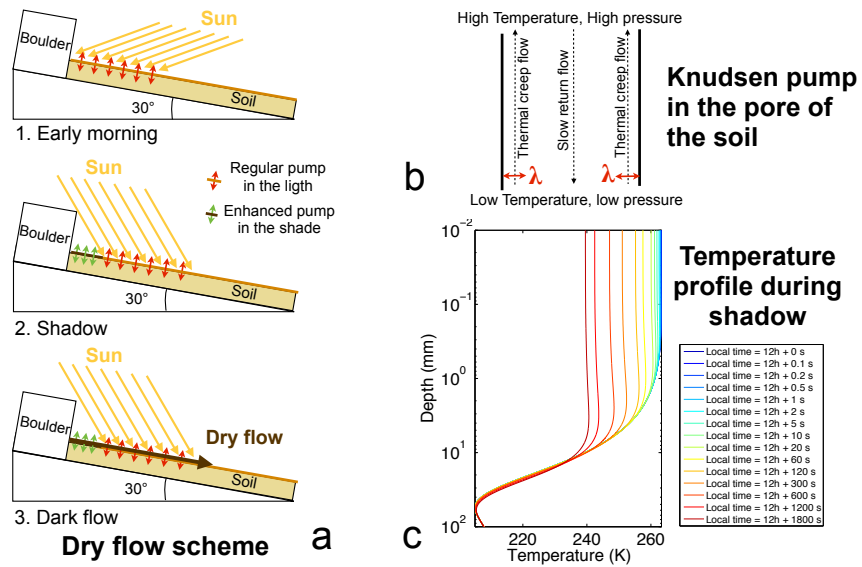 Boulder
Sun
Soil
30°
1. Early morning
Sun
Regular pump
in the ligth
Enhanced pump
in the shade
Boulder
Soil
30°
2. Shadow
Sun
Boulder
Dry flow
Soil
30°
3. Dark flow
Dry flow scheme
a
High Temperature, High pressure
Thermal creep flow
Slow return flow
Thermal creep flow
λ
λ
Low Temperature, low pressure
b
Knudsen pump
in the pore of
the soil
10⁻²
10⁻¹
10⁰
10¹
10²
Depth (mm)
220
240
260
Temperature (K)
c
Temperature
profile during
shadow
Local time = 12h + 0 s
Local time = 12h + 0.1 s
Local time = 12h + 0.2 s
Local time = 12h + 0.5 s
Local time = 12h + 1 s
Local time = 12h + 2 s
Local time = 12h + 5 s
Local time = 12h + 10 s
Local time = 12h + 20 s
Local time = 12h + 60 s
Local time = 12h + 120 s
Local time = 12h + 300 s
Local time = 12h + 600 s
Local time = 12h + 1200 s
Local time = 12h + 1800 s